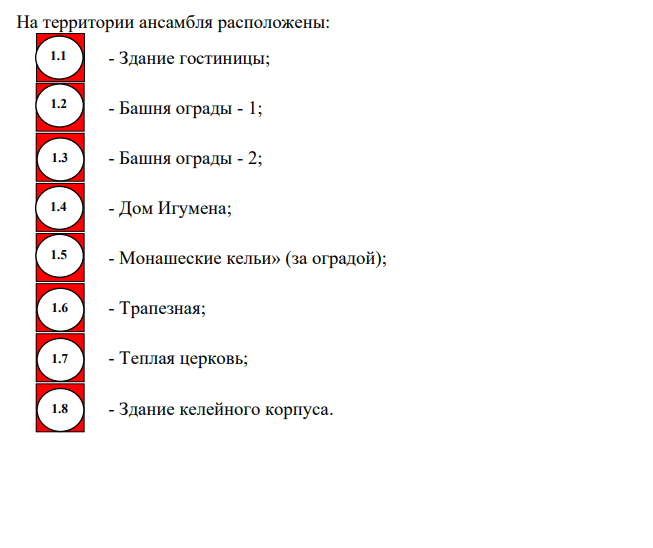 На территории ансамбля расположены:
1.1 - Здание гостиницы;
1.2 - Башня ограды - 1;
1.3 - Башня ограды - 2;
1.4 - Дом Игумена;
1.5 - Монашеские кельи» (за оградой);
1.6 - Трапезная;
1.7 - Теплая церковь;
1.8 - Здание келейного корпуса.